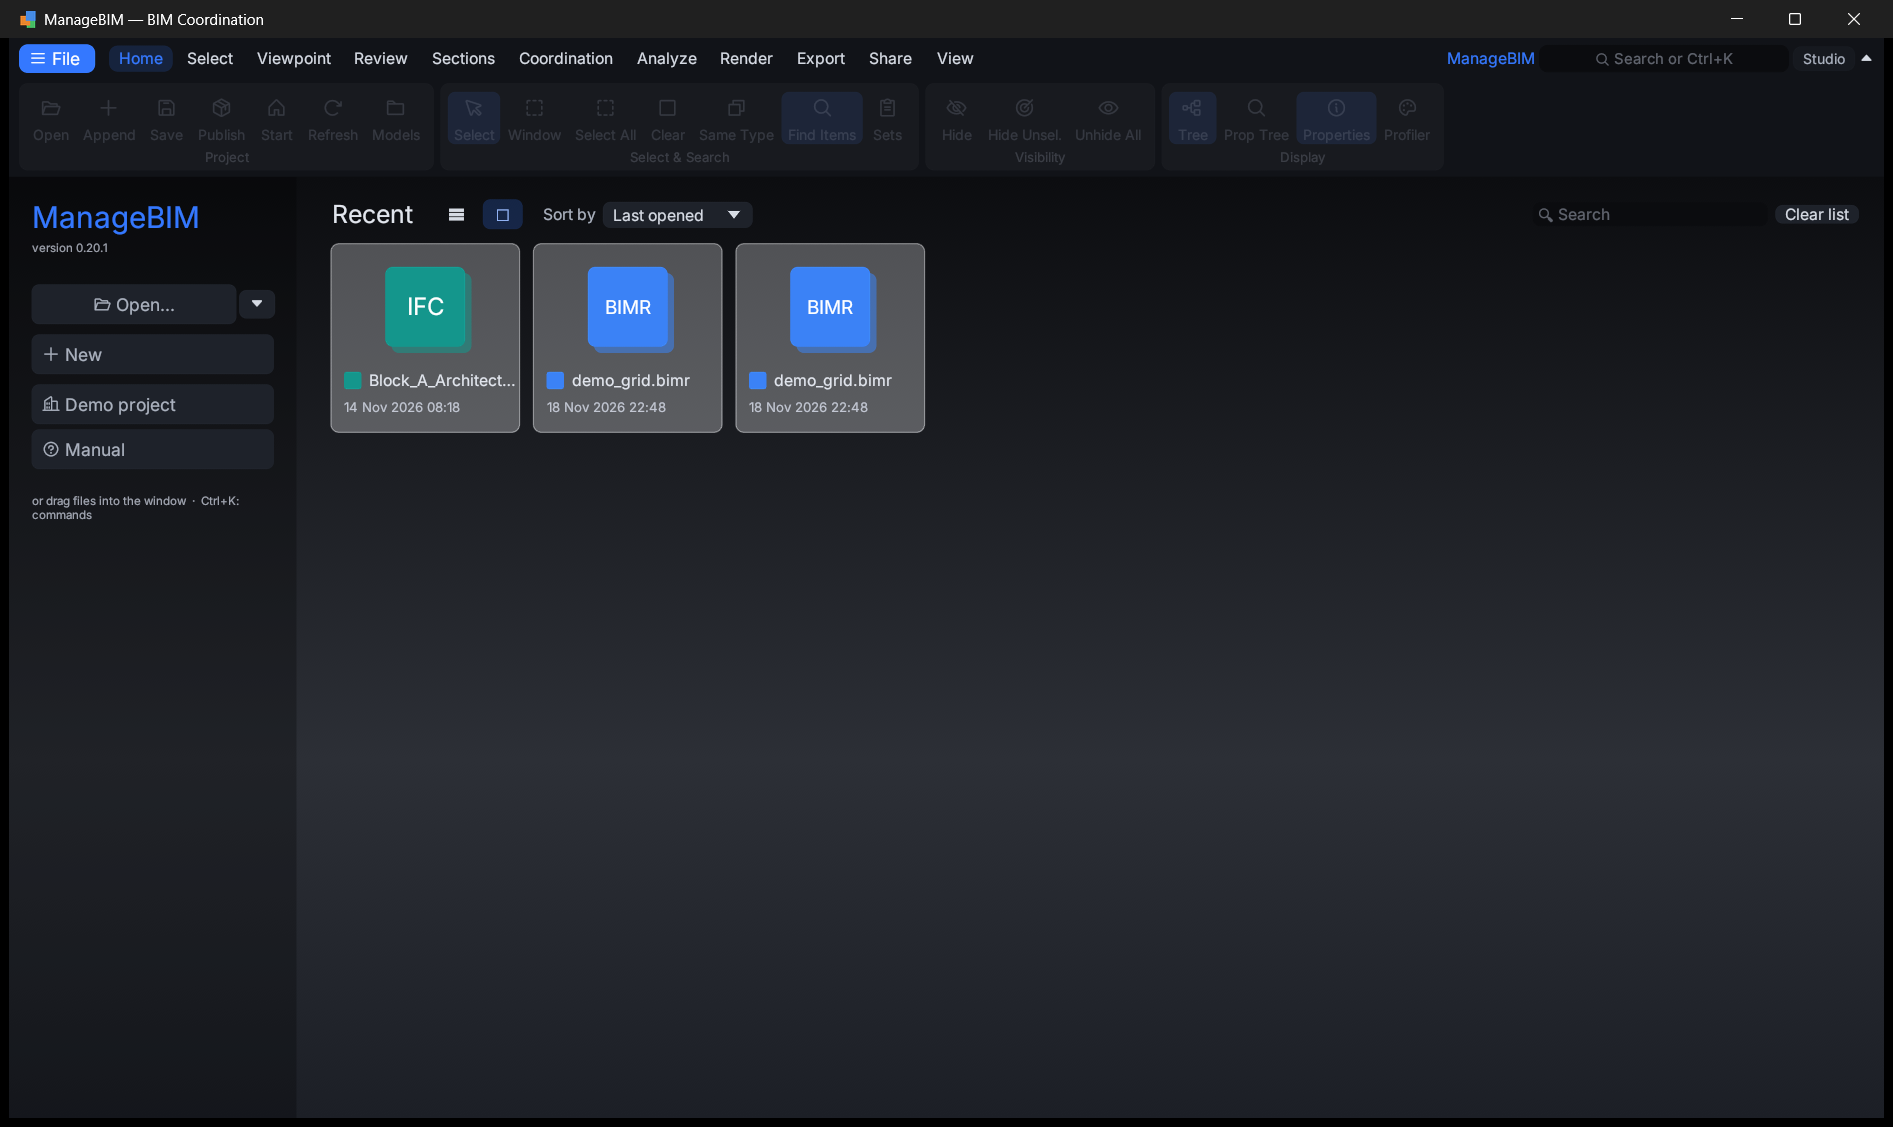 ManageBIM — BIM Coordination
File Home Select Viewpoint Review Sections Coordination Analyze Render Export Share View ManageBIM Search or Ctrl+K Studio
Open Append Save Publish Start Refresh Models Select Window Select All Clear Same Type Find Items Sets Hide Hide Unsel. Unhide All Tree Prop Tree Properties Profiler
Project Select & Search Visibility Display
ManageBIM
version 0.20.1
Open...
New
Demo project
Manual
or drag files into the window · Ctrl+K:
commands
Recent Sort by Last opened Search Clear list
IFC BIMR BIMR
Block_A_Architect... demo_grid.bimr demo_grid.bimr
14 Nov 2026 08:18 18 Nov 2026 22:48 18 Nov 2026 22:48